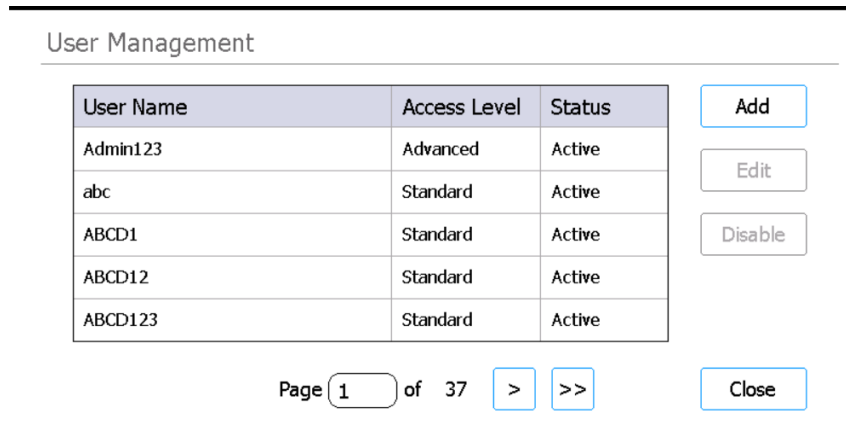 User Management
User Name Access Level Status Add
Admin123 Advanced Active
Edit
abc Standard Active
ABCD1 Standard Active Disable
ABCD12 Standard Active
ABCD123 Standard Active
Page 1 of 37 > >> Close